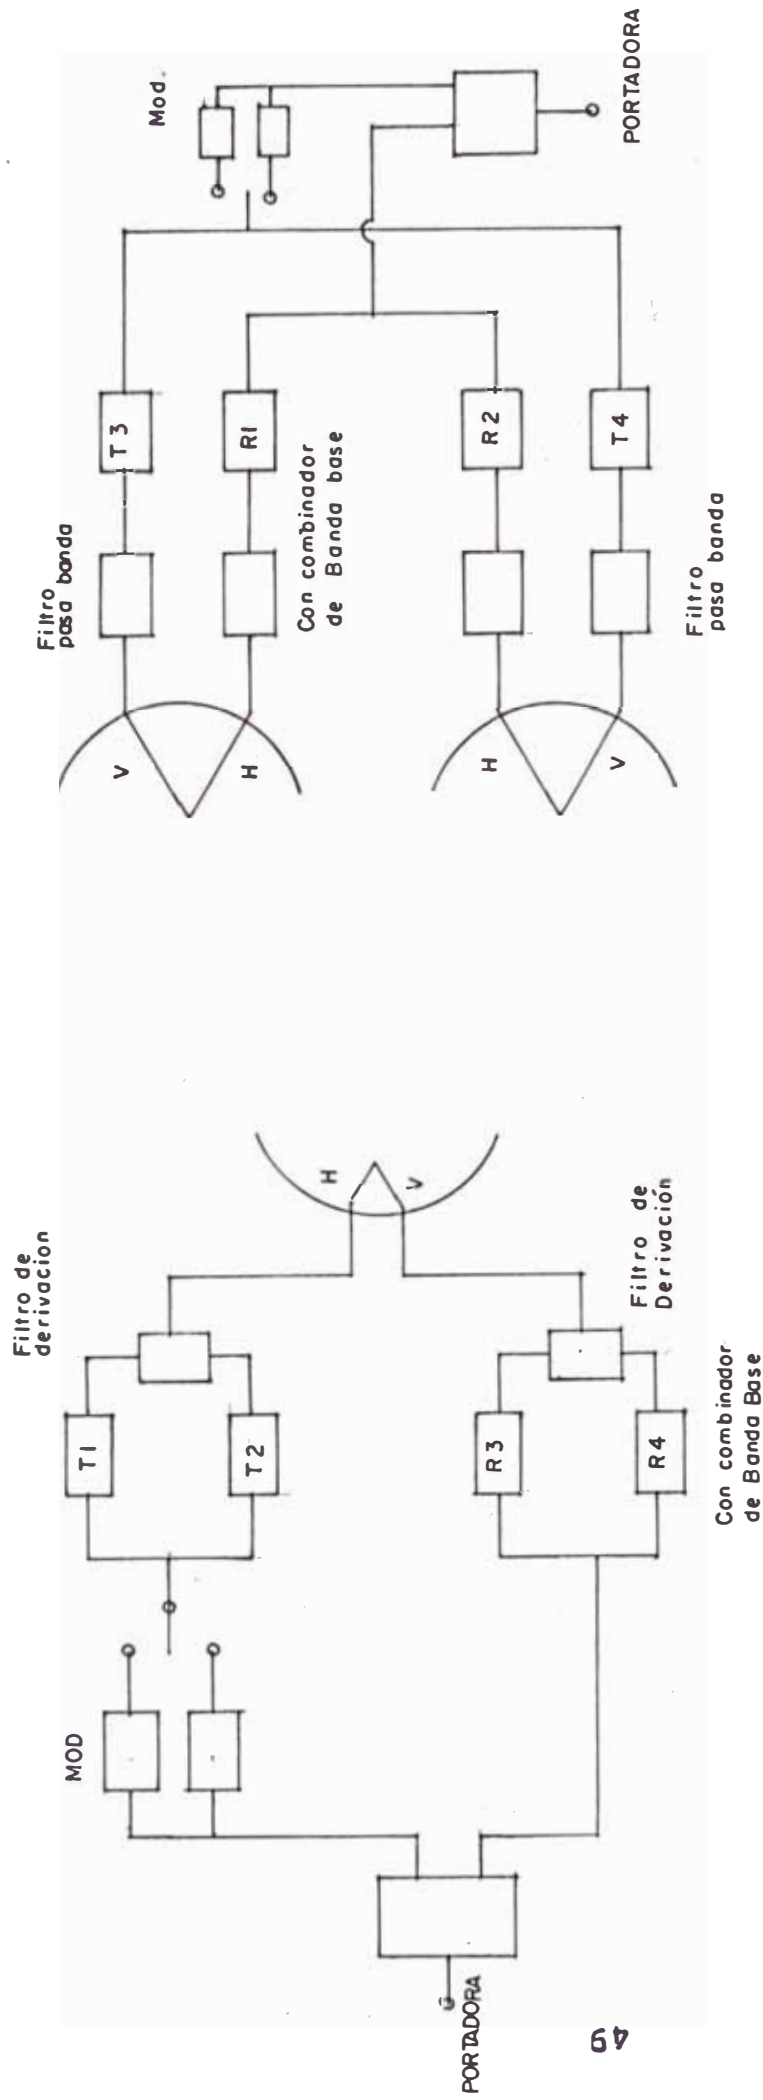 Filtro de
derivacion
T1
T2
MOD
PORTADORA
H
V
R3
R4
Filtro de
Derivación
Con combinador
de Banda Base
Filtro
pasa banda
V
H
T3
R1
Con combinador
de Banda base
H
V
R2
T4
Filtro
pasa banda
Mod.
PORTADORA
49